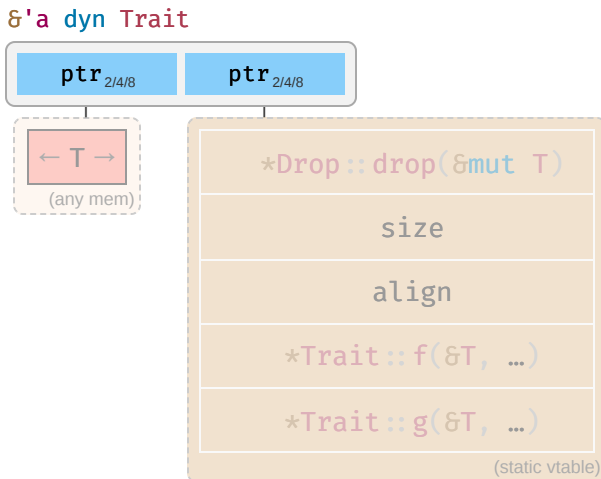 &'a dyn Trait
ptr2/4/8 ptr2/4/8
← T →
(any mem)
*Drop::drop(&mut T)
size
align
*Trait::f(&T, …)
*Trait::g(&T, …)
(static vtable)